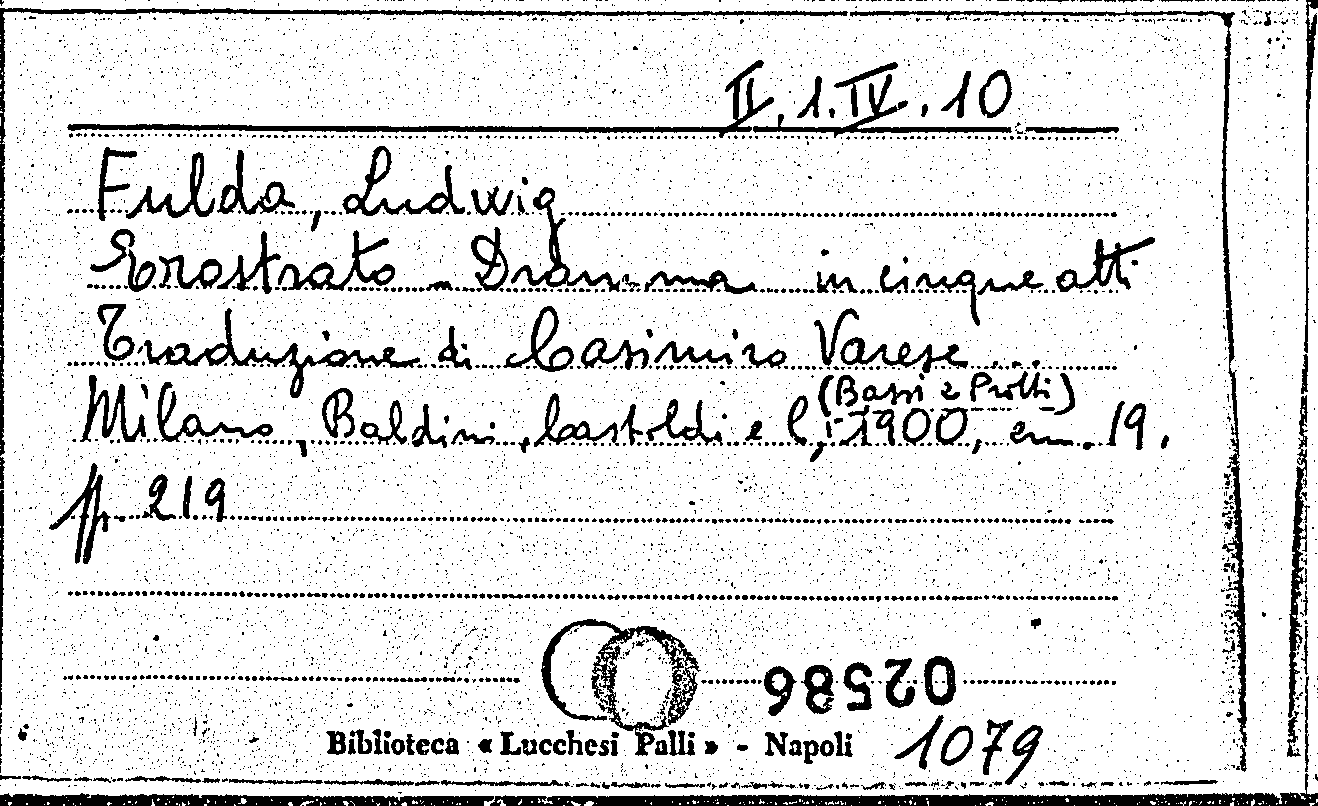 II.1.IV.10
Fulda, Ludwig
Erostrato - Dramma in cinque atti
Traduzione di Casimiro Varese...
(Bassi e Protti)
Milano, Baldini, Castoldi e C, 1900, cm. 19.
pp. 219
02586
Biblioteca « Lucchesi Palli » - Napoli 1079